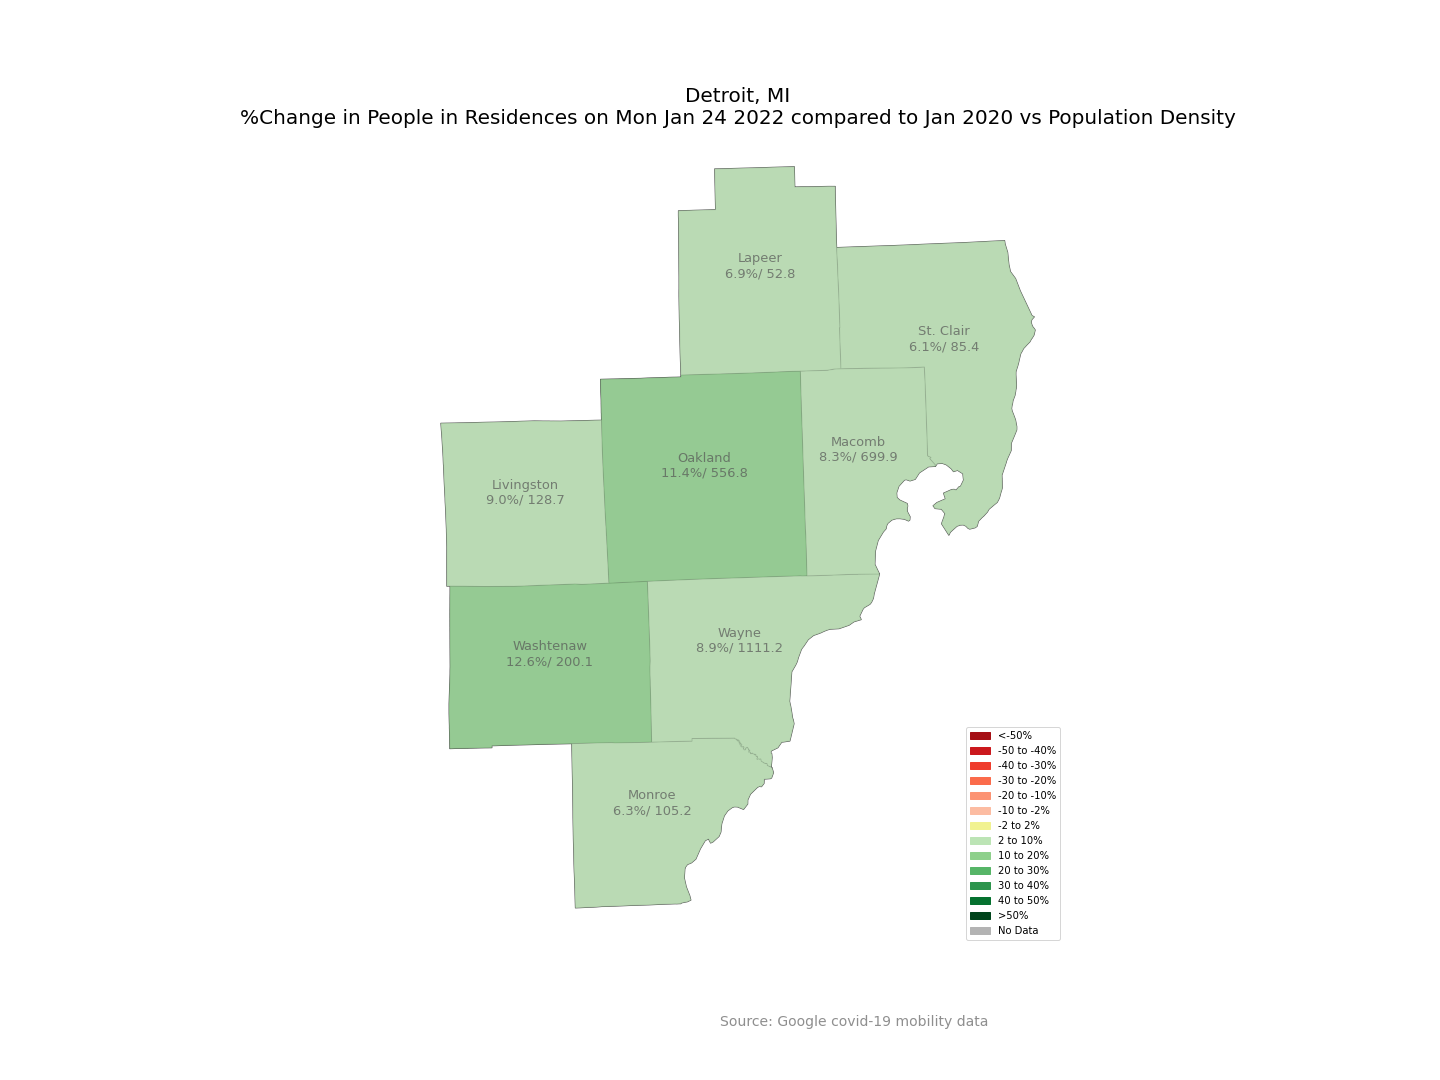 Detroit, MI
%Change in People in Residences on Mon Jan 24 2022 compared to Jan 2020 vs Population Density
Lapeer
6.9%/ 52.8
St. Clair
6.1%/ 85.4
Macomb
8.3%/ 699.9
Oakland
11.4%/ 556.8
Livingston
9.0%/ 128.7
Wayne
8.9%/ 1111.2
Washtenaw
12.6%/ 200.1
Monroe
6.3%/ 105.2
<-50%
-50 to -40%
-40 to -30%
-30 to -20%
-20 to -10%
-10 to -2%
-2 to 2%
2 to 10%
10 to 20%
20 to 30%
30 to 40%
40 to 50%
>50%
No Data
Source: Google covid-19 mobility data